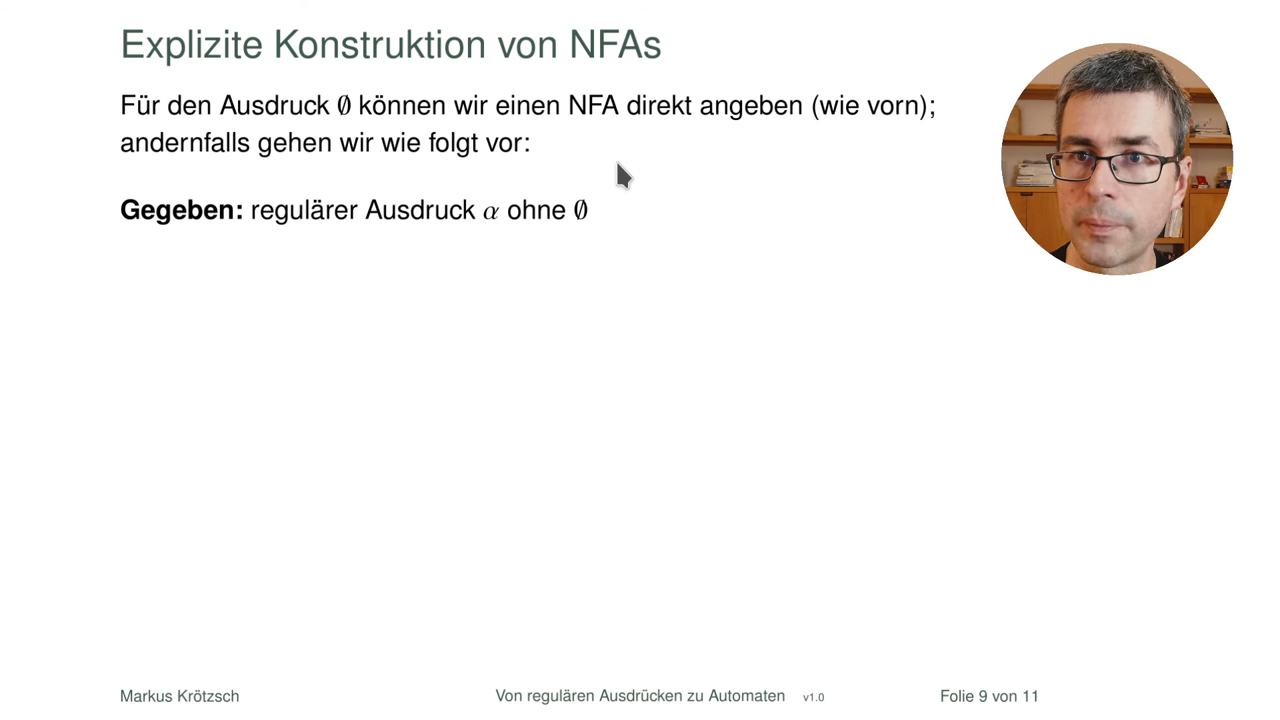 Explizite Konstruktion von NFAs
Für den Ausdruck ∅ können wir einen NFA direkt angeben (wie vorn);
andernfalls gehen wir wie folgt vor:
Gegeben: regulärer Ausdruck α ohne ∅
Markus Krötzsch
Von regulären Ausdrücken zu Automaten v1.0
Folie 9 von 11